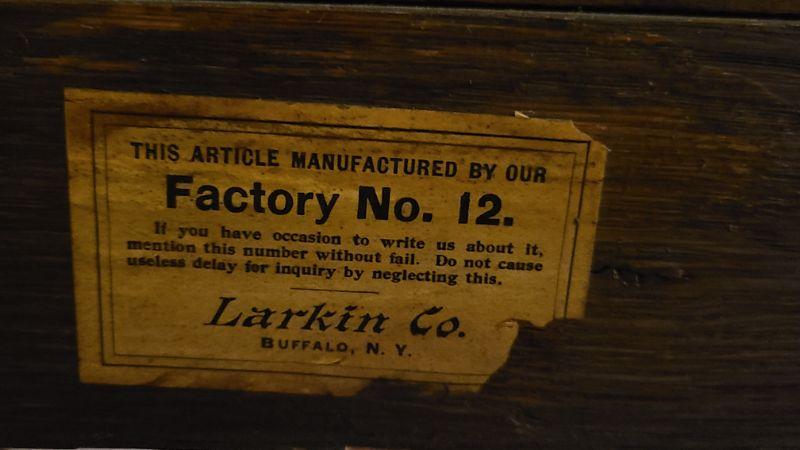 THIS ARTICLE MANUFACTURED BY OUR
Factory No. 12.
If you have occasion to write us about it,
mention this number without fail. Do not cause
useless delay for inquiry by neglecting this.
Larkin Co.
BUFFALO, N. Y.